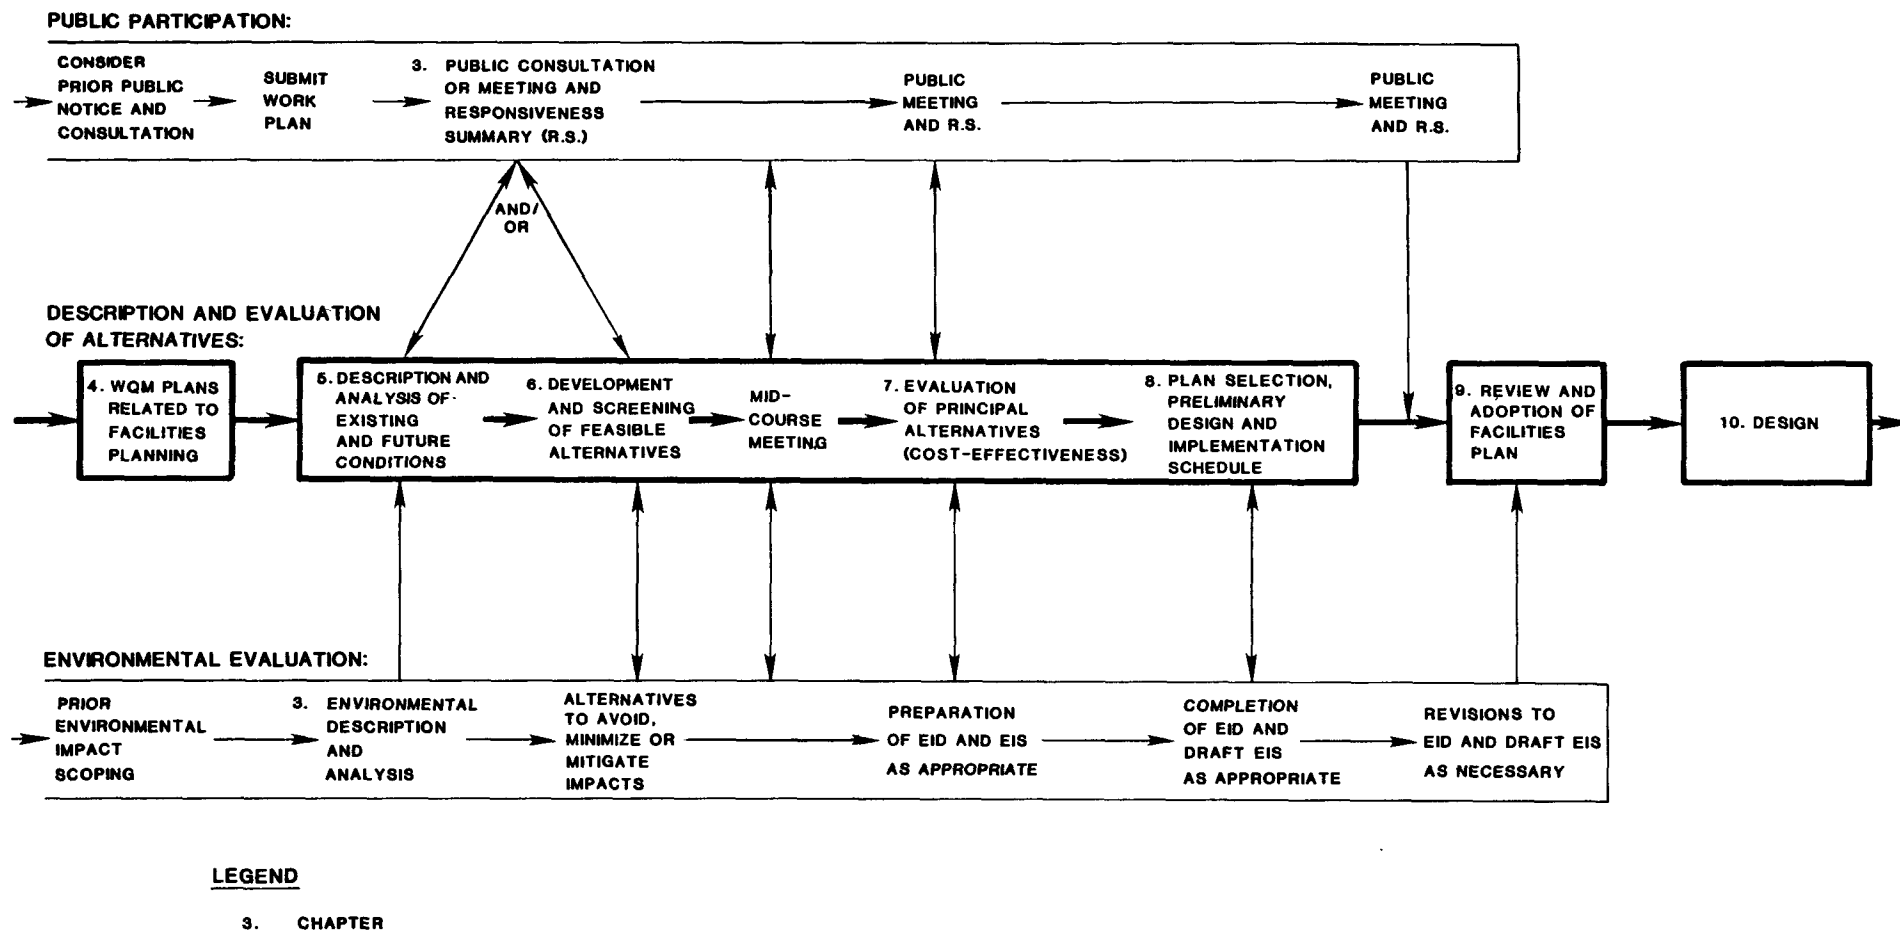 PUBLIC PARTICIPATION:
CONSIDER
PRIOR PUBLIC
NOTICE AND
CONSULTATION
SUBMIT
WORK
PLAN
3. PUBLIC CONSULTATION
OR MEETING AND
RESPONSIVENESS
SUMMARY (R.S.)
PUBLIC
MEETING
AND R.S.
PUBLIC
MEETING
AND R.S.
AND/
OR
DESCRIPTION AND EVALUATION
OF ALTERNATIVES:
4. WQM PLANS
RELATED TO
FACILITIES
PLANNING
5. DESCRIPTION AND
ANALYSIS OF
EXISTING
AND FUTURE
CONDITIONS
6. DEVELOPMENT
AND SCREENING
OF FEASIBLE
ALTERNATIVES
MID-
COURSE
MEETING
7. EVALUATION
OF PRINCIPAL
ALTERNATIVES
(COST-EFFECTIVENESS)
8. PLAN SELECTION,
PRELIMINARY
DESIGN AND
IMPLEMENTATION
SCHEDULE
9. REVIEW AND
ADOPTION OF
FACILITIES
PLAN
10. DESIGN
ENVIRONMENTAL EVALUATION:
PRIOR
ENVIRONMENTAL
IMPACT
SCOPING
3. ENVIRONMENTAL
DESCRIPTION
AND
ANALYSIS
ALTERNATIVES
TO AVOID,
MINIMIZE OR
MITIGATE
IMPACTS
PREPARATION
OF EID AND EIS
AS APPROPRIATE
COMPLETION
OF EID AND
DRAFT EIS
AS APPROPRIATE
REVISIONS TO
EID AND DRAFT EIS
AS NECESSARY
LEGEND
3. CHAPTER